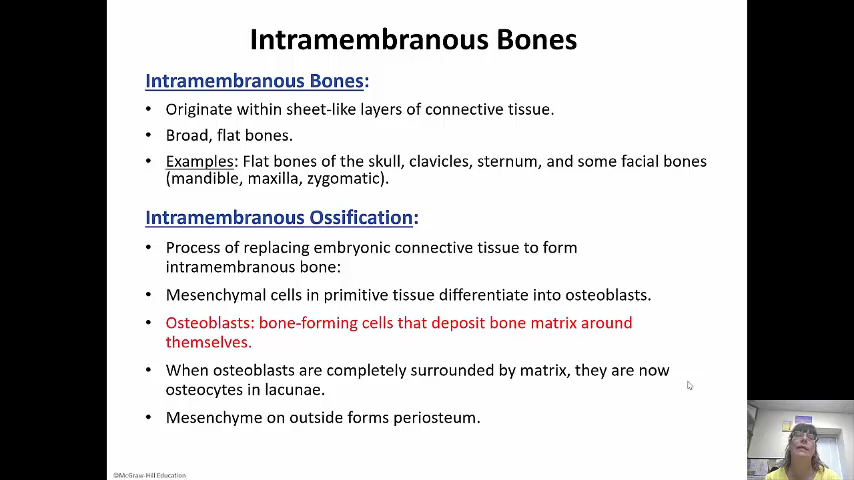 Intramembranous Bones
Intramembranous Bones:
• Originate within sheet-like layers of connective tissue.
• Broad, flat bones.
• Examples: Flat bones of the skull, clavicles, sternum, and some facial bones
(mandible, maxilla, zygomatic).
Intramembranous Ossification:
• Process of replacing embryonic connective tissue to form
intramembranous bone:
• Mesenchymal cells in primitive tissue differentiate into osteoblasts.
• Osteoblasts: bone-forming cells that deposit bone matrix around
themselves.
• When osteoblasts are completely surrounded by matrix, they are now
osteocytes in lacunae.
• Mesenchyme on outside forms periosteum.
©McGraw-Hill Education